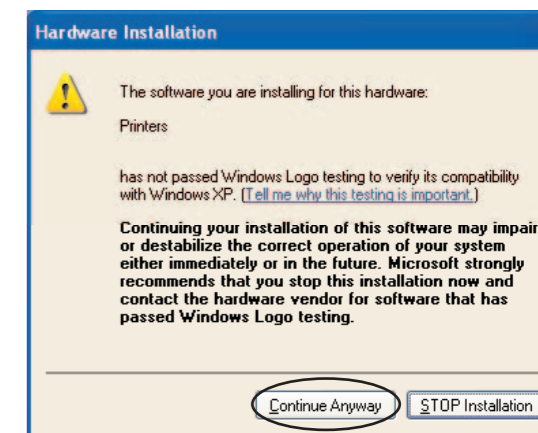 Hardware Installation
The software you are installing for this hardware:
Printers
has not passed Windows Logo testing to verify its compatibility
with Windows XP. (Tell me why this testing is important.)
Continuing your installation of this software may impair
or destabilize the correct operation of your system
either immediately or in the future. Microsoft strongly
recommends that you stop this installation now and
contact the hardware vendor for software that has
passed Windows Logo testing.
Continue Anyway STOP Installation